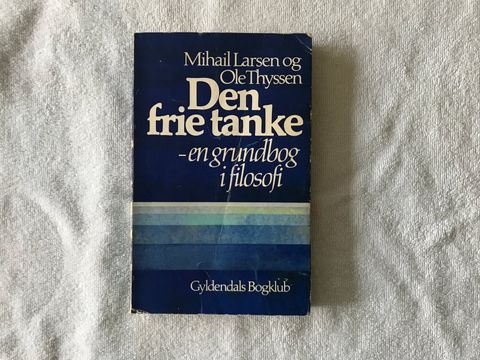 Mihail Larsen og
Ole Thyssen
Den
frie tanke
– en grundbog
i filosofi
Gyldendals Bogklub